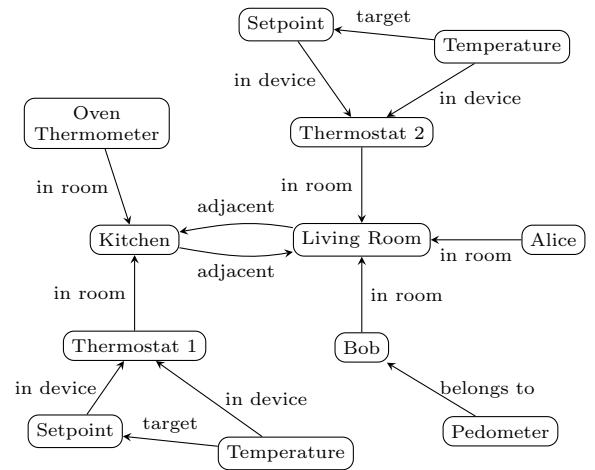 Setpoint
target
Temperature
in device
in device
Oven
Thermometer
Thermostat 2
in room
in room
adjacent
Kitchen
Living Room
Alice
in room
adjacent
in room
in room
Thermostat 1
Bob
in device
in device
belongs to
Setpoint
target
Pedometer
Temperature